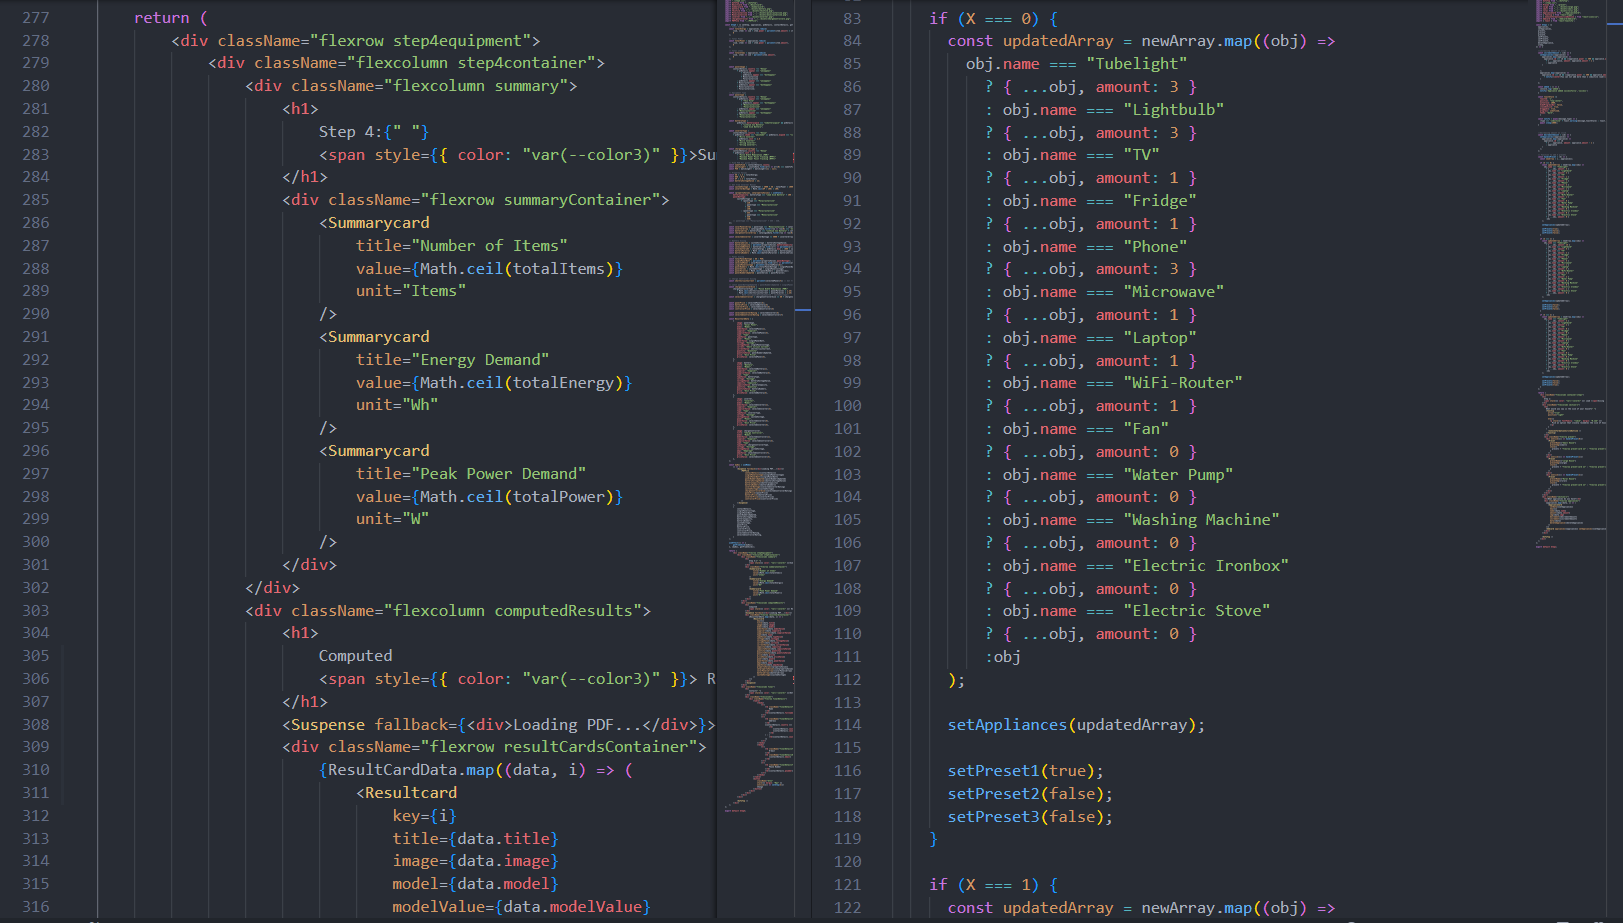 277 return (
278 <div className="flexrow step4equipment">
279 <div className="flexcolumn step4container">
280 <div className="flexcolumn summary">
281 <h1>
282 Step 4:{" "}
283 <span style={{ color: "var(--color3)" }}>Su
284 </h1>
285 <div className="flexrow summaryContainer">
286 <Summarycard
287 title="Number of Items"
288 value={Math.ceil(totalItems)}
289 unit="Items"
290 />
291 <Summarycard
292 title="Energy Demand"
293 value={Math.ceil(totalEnergy)}
294 unit="Wh"
295 />
296 <Summarycard
297 title="Peak Power Demand"
298 value={Math.ceil(totalPower)}
299 unit="W"
300 />
301 </div>
302 </div>
303 <div className="flexcolumn computedResults">
304 <h1>
305 Computed
306 <span style={{ color: "var(--color3)" }}> R
307 </h1>
308 <Suspense fallback={<div>Loading PDF...</div>}>
309 <div className="flexrow resultCardsContainer">
310 {ResultCardData.map((data, i) => (
311 <Resultcard
312 key={i}
313 title={data.title}
314 image={data.image}
315 model={data.model}
316 modelValue={data.modelValue}
83 if (X === 0) {
84 const updatedArray = newArray.map((obj) =>
85 obj.name === "Tubelight"
86 ? { ...obj, amount: 3 }
87 : obj.name === "Lightbulb"
88 ? { ...obj, amount: 3 }
89 : obj.name === "TV"
90 ? { ...obj, amount: 1 }
91 : obj.name === "Fridge"
92 ? { ...obj, amount: 1 }
93 : obj.name === "Phone"
94 ? { ...obj, amount: 3 }
95 : obj.name === "Microwave"
96 ? { ...obj, amount: 1 }
97 : obj.name === "Laptop"
98 ? { ...obj, amount: 1 }
99 : obj.name === "WiFi-Router"
100 ? { ...obj, amount: 1 }
101 : obj.name === "Fan"
102 ? { ...obj, amount: 0 }
103 : obj.name === "Water Pump"
104 ? { ...obj, amount: 0 }
105 : obj.name === "Washing Machine"
106 ? { ...obj, amount: 0 }
107 : obj.name === "Electric Ironbox"
108 ? { ...obj, amount: 0 }
109 : obj.name === "Electric Stove"
110 ? { ...obj, amount: 0 }
111 :obj
112 );
113
114 setAppliances(updatedArray);
115
116 setPreset1(true);
117 setPreset2(false);
118 setPreset3(false);
119 }
120
121 if (X === 1) {
122 const updatedArray = newArray.map((obj) =>